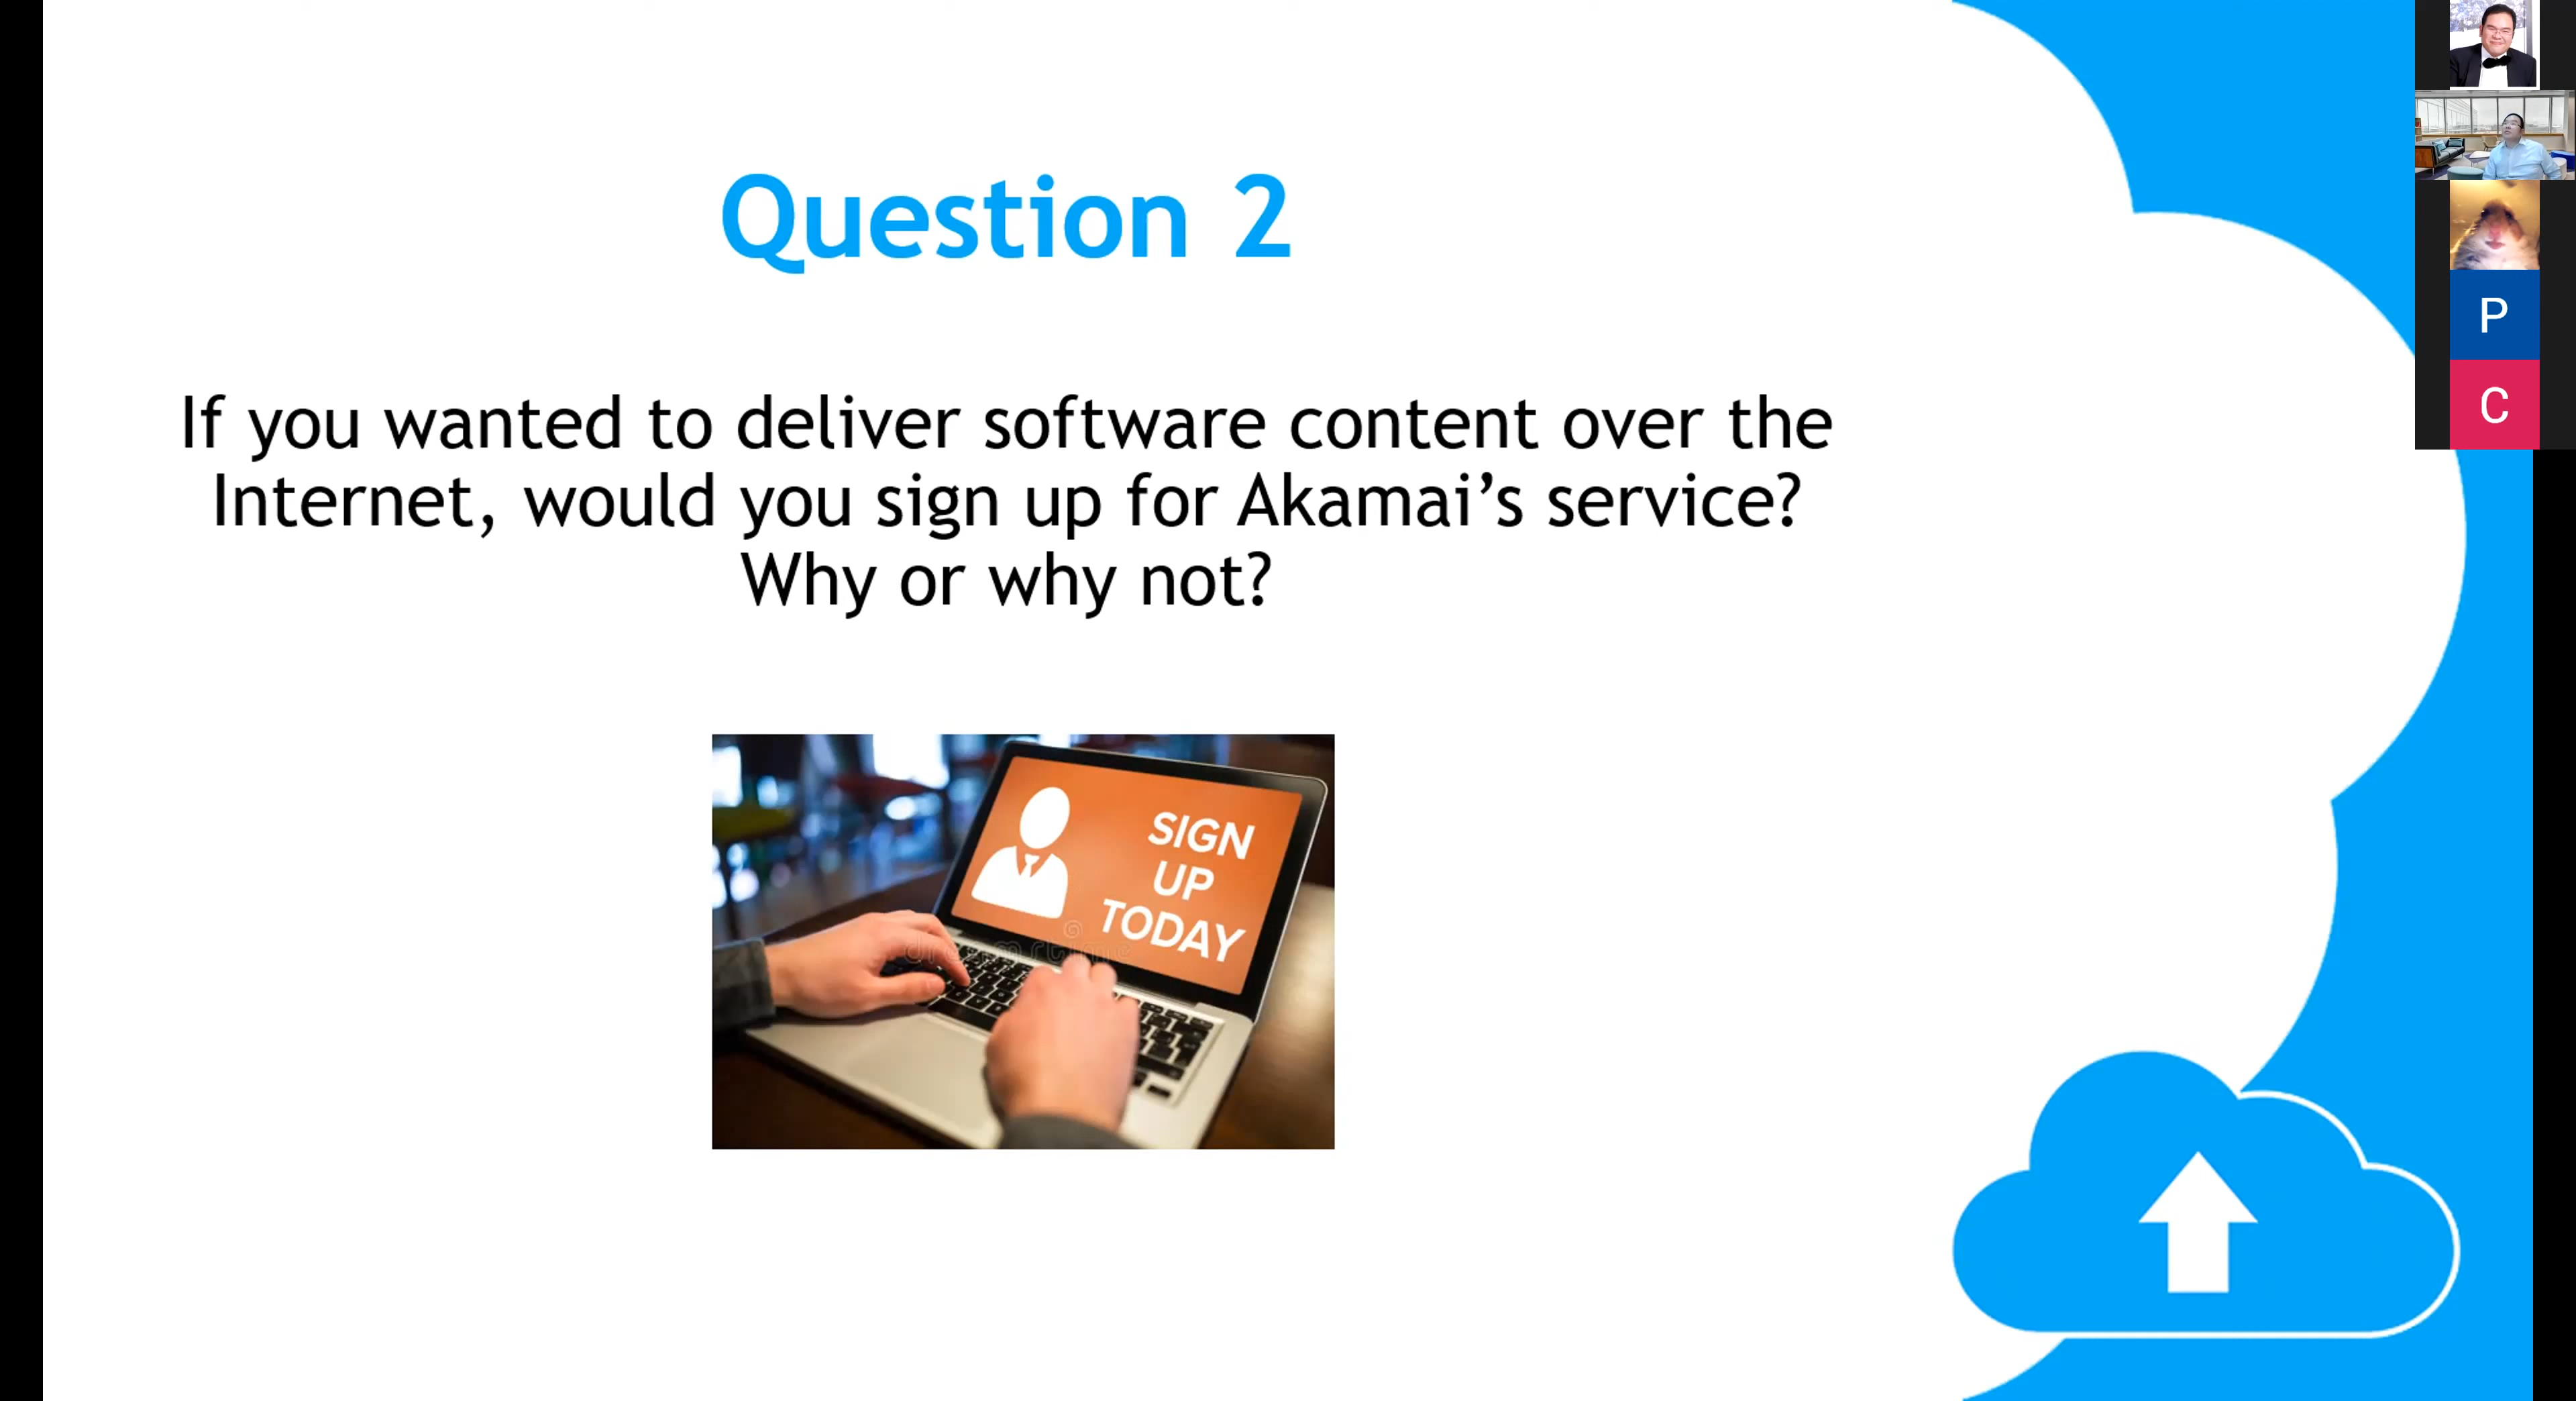 Question 2
If you wanted to deliver software content over the
Internet, would you sign up for Akamai’s service?
Why or why not?
SIGN
UP
TODAY
dreamstime
P
C